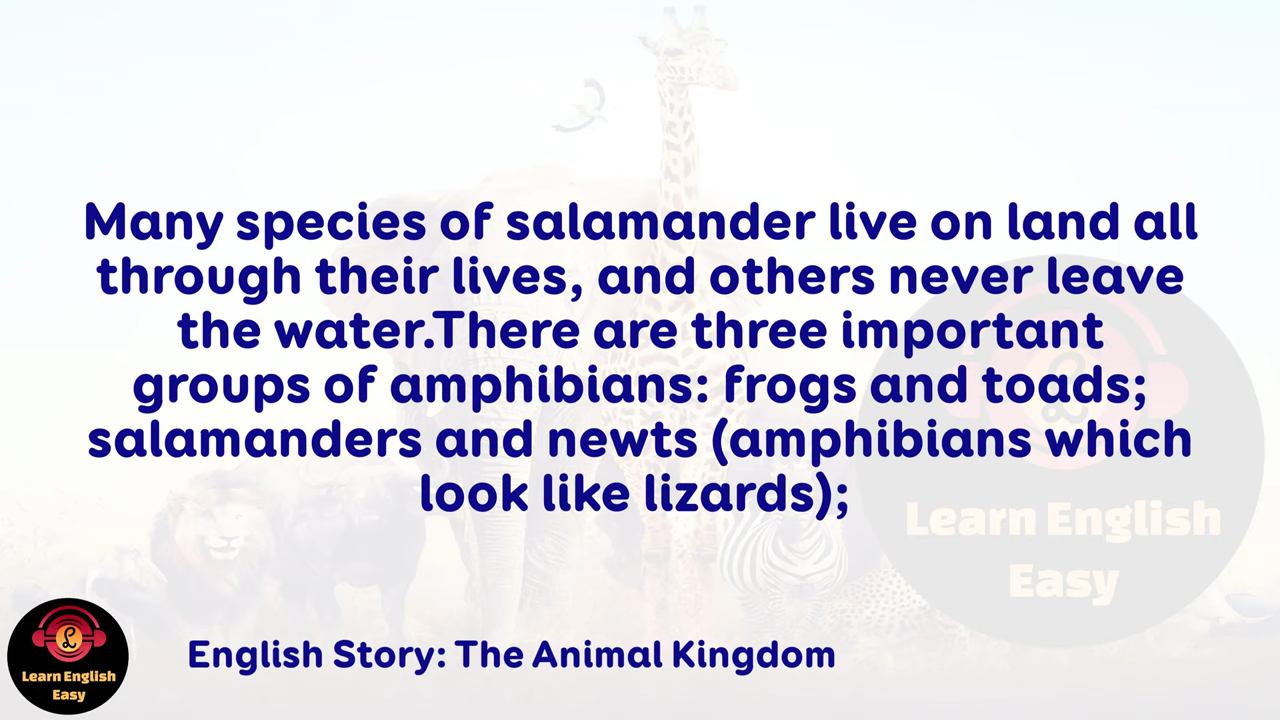 Many species of salamander live on land all
through their lives, and others never leave
the water.There are three important
groups of amphibians: frogs and toads;
salamanders and newts (amphibians which
look like lizards);
Learn English
Easy
English Story: The Animal Kingdom
L
Learn English
Easy